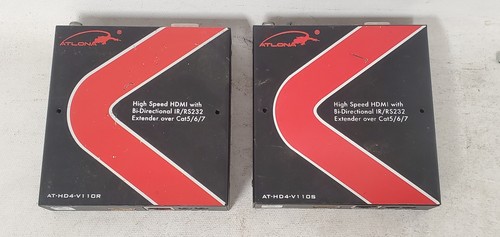 ATLONA
High Speed HDMI with
Bi-Directional IR/RS232
Extender over Cat5/6/7
AT-HD4-V110R
ATLONA
High Speed HDMI with
Bi-Directional IR/RS232
Extender over Cat5/6/7
AT-HD4-V110S